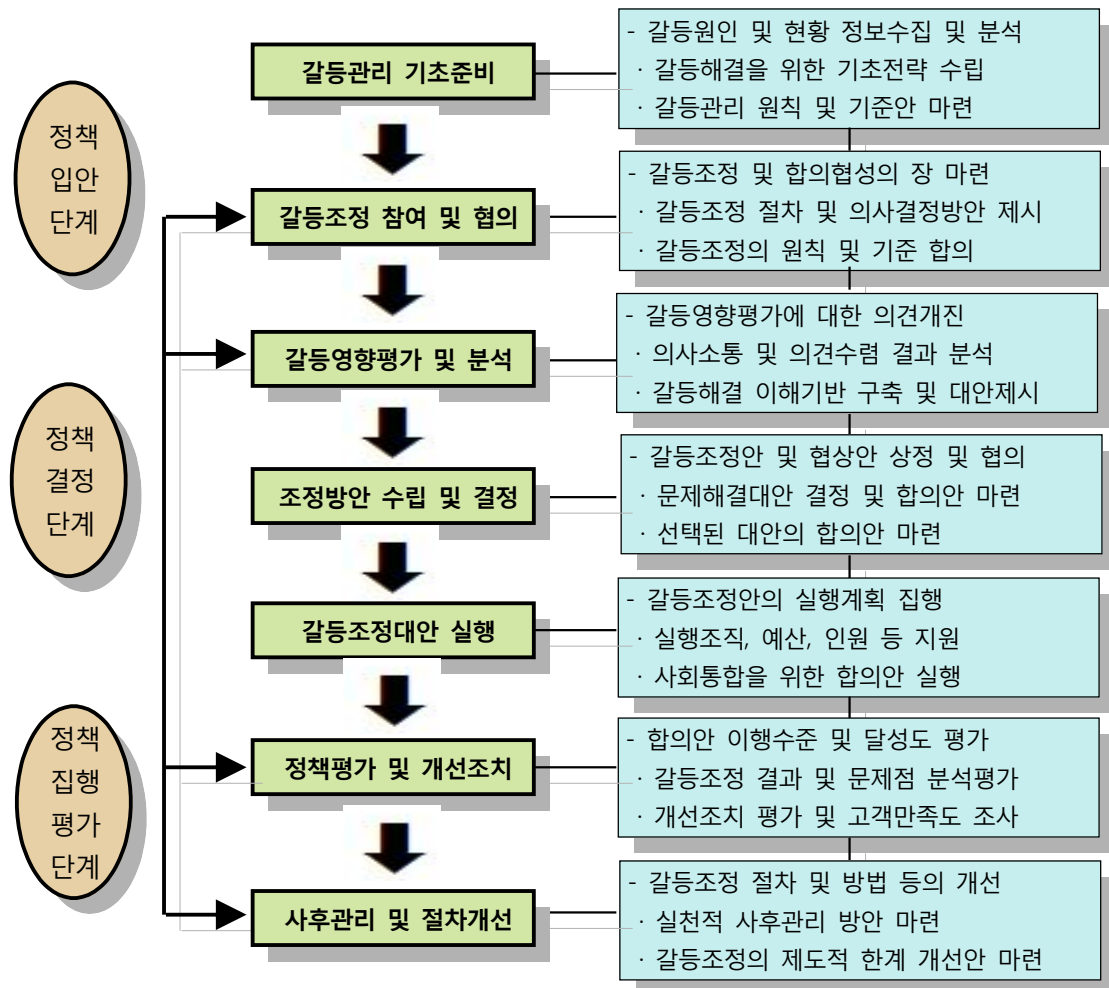 정책
입안
단계
갈등관리 기초준비
- 갈등원인 및 현황 정보수집 및 분석
· 갈등해결을 위한 기초전략 수립
· 갈등관리 원칙 및 기준안 마련
갈등조정 참여 및 협의
- 갈등조정 및 합의협성의 장 마련
· 갈등조정 절차 및 의사결정방안 제시
· 갈등조정의 원칙 및 기준 합의
정책
결정
단계
갈등영향평가 및 분석
- 갈등영향평가에 대한 의견개진
· 의사소통 및 의견수렴 결과 분석
· 갈등해결 이해기반 구축 및 대안제시
조정방안 수립 및 결정
- 갈등조정안 및 협상안 상정 및 협의
· 문제해결대안 결정 및 합의안 마련
· 선택된 대안의 합의안 마련
갈등조정대안 실행
- 갈등조정안의 실행계획 집행
· 실행조직, 예산, 인원 등 지원
· 사회통합을 위한 합의안 실행
정책
집행
평가
단계
정책평가 및 개선조치
- 합의안 이행수준 및 달성도 평가
· 갈등조정 결과 및 문제점 분석평가
· 개선조치 평가 및 고객만족도 조사
사후관리 및 절차개선
- 갈등조정 절차 및 방법 등의 개선
· 실천적 사후관리 방안 마련
· 갈등조정의 제도적 한계 개선안 마련